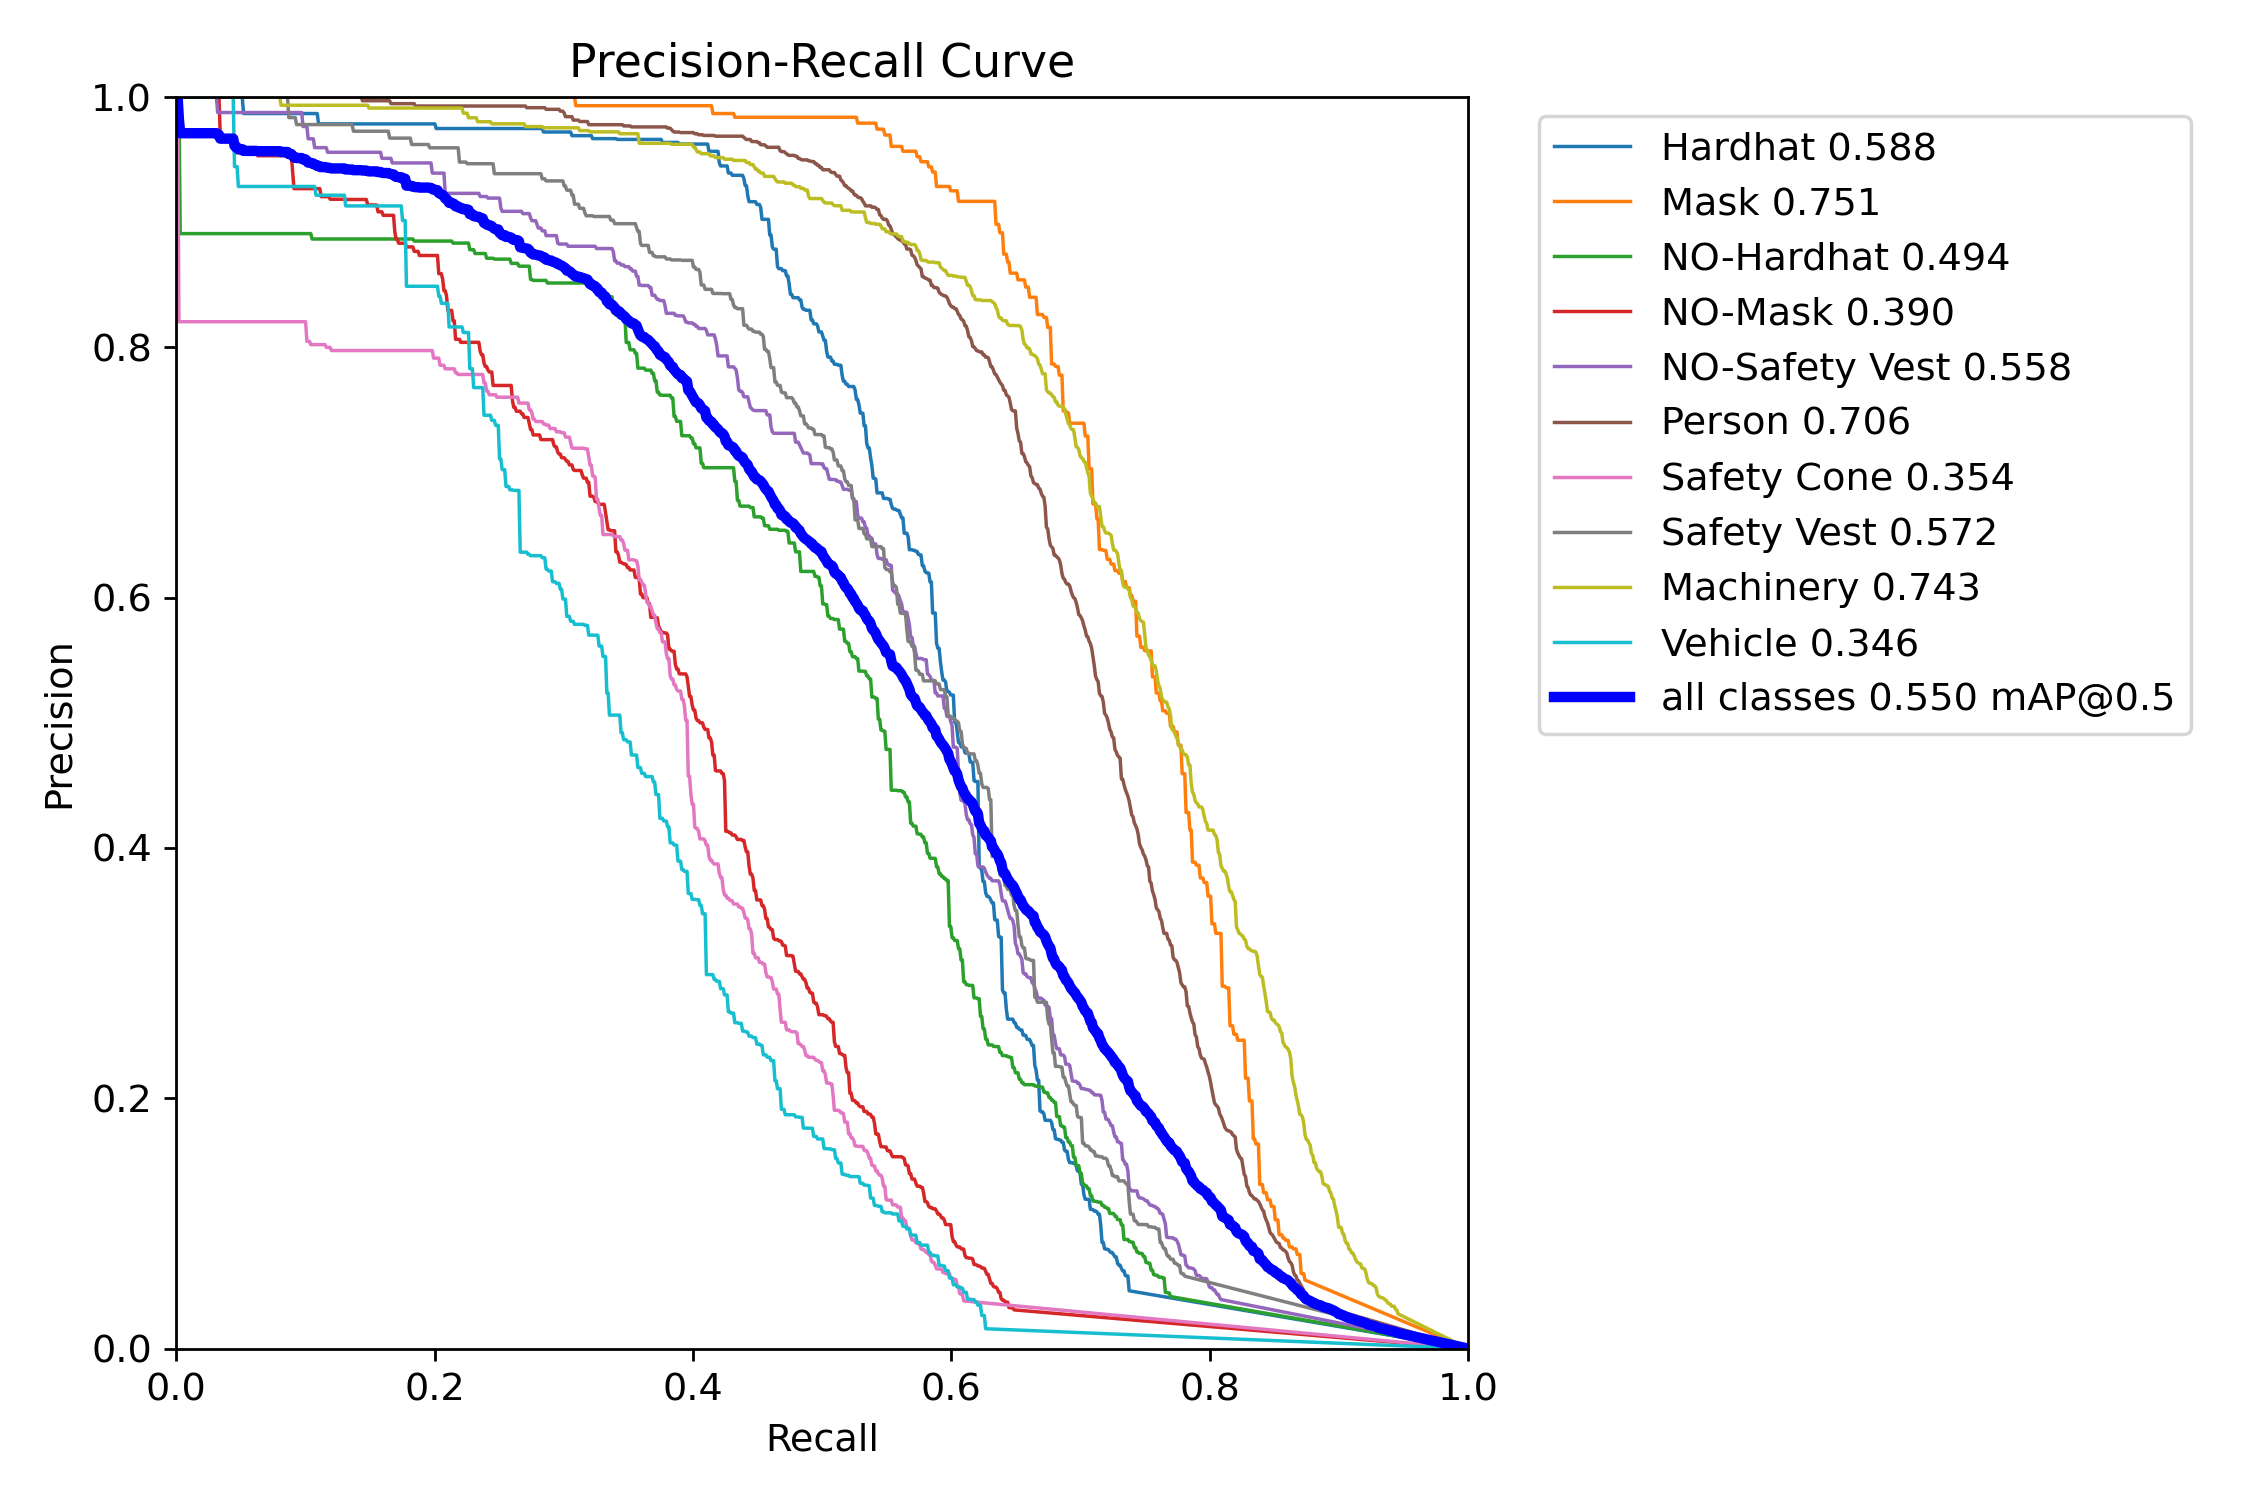 Precision-Recall Curve
1.0
0.8
0.6
0.4
0.2
0.0
Precision
0.0 0.2 0.4 0.6 0.8 1.0
Recall
Hardhat 0.588
Mask 0.751
NO-Hardhat 0.494
NO-Mask 0.390
NO-Safety Vest 0.558
Person 0.706
Safety Cone 0.354
Safety Vest 0.572
Machinery 0.743
Vehicle 0.346
all classes 0.550 mAP@0.5